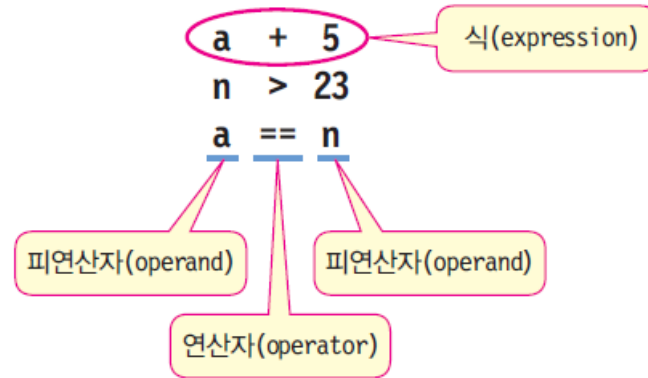 a + 5
식(expression)
n > 23
a == n
피연산자(operand)
피연산자(operand)
연산자(operator)